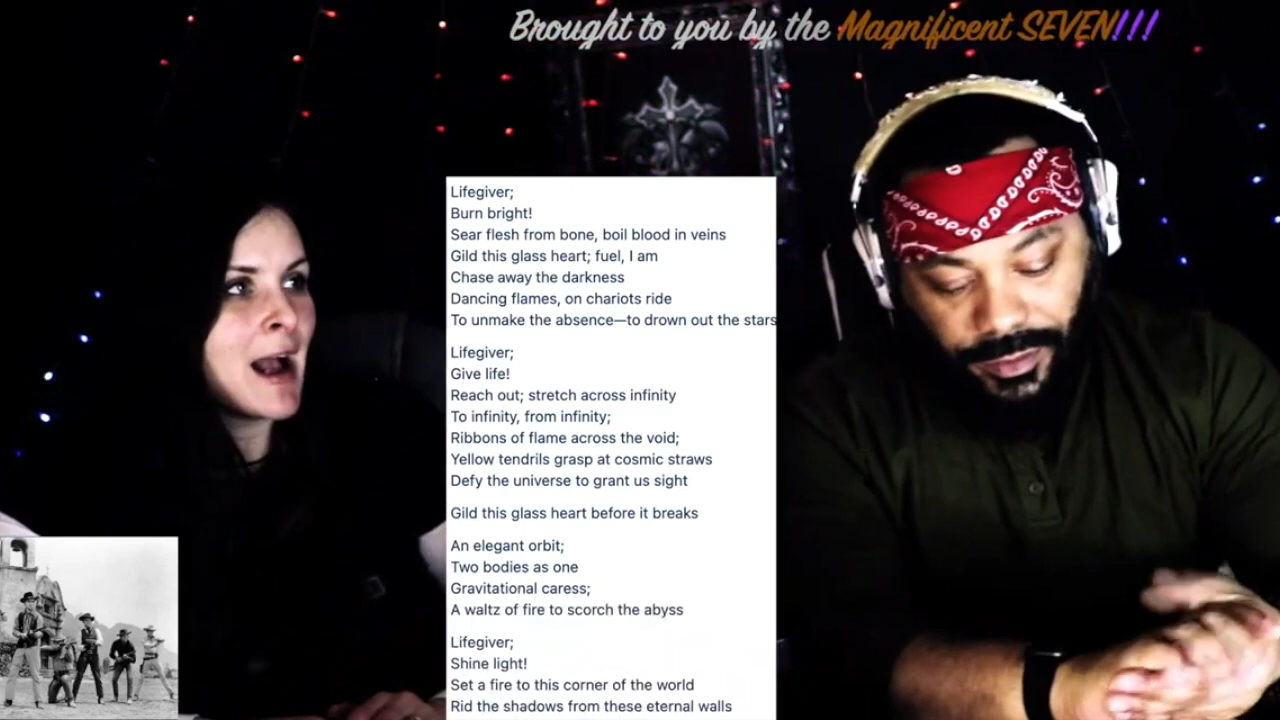 Brought to you by the Magnificent SEVEN!!!
Lifegiver;
Burn bright!
Sear flesh from bone, boil blood in veins
Gild this glass heart; fuel, I am
Chase away the darkness
Dancing flames, on chariots ride
To unmake the absence—to drown out the stars
Lifegiver;
Give life!
Reach out; stretch across infinity
To infinity, from infinity;
Ribbons of flame across the void;
Yellow tendrils grasp at cosmic straws
Defy the universe to grant us sight
Gild this glass heart before it breaks
An elegant orbit;
Two bodies as one
Gravitational caress;
A waltz of fire to scorch the abyss
Lifegiver;
Shine light!
Set a fire to this corner of the world
Rid the shadows from these eternal walls